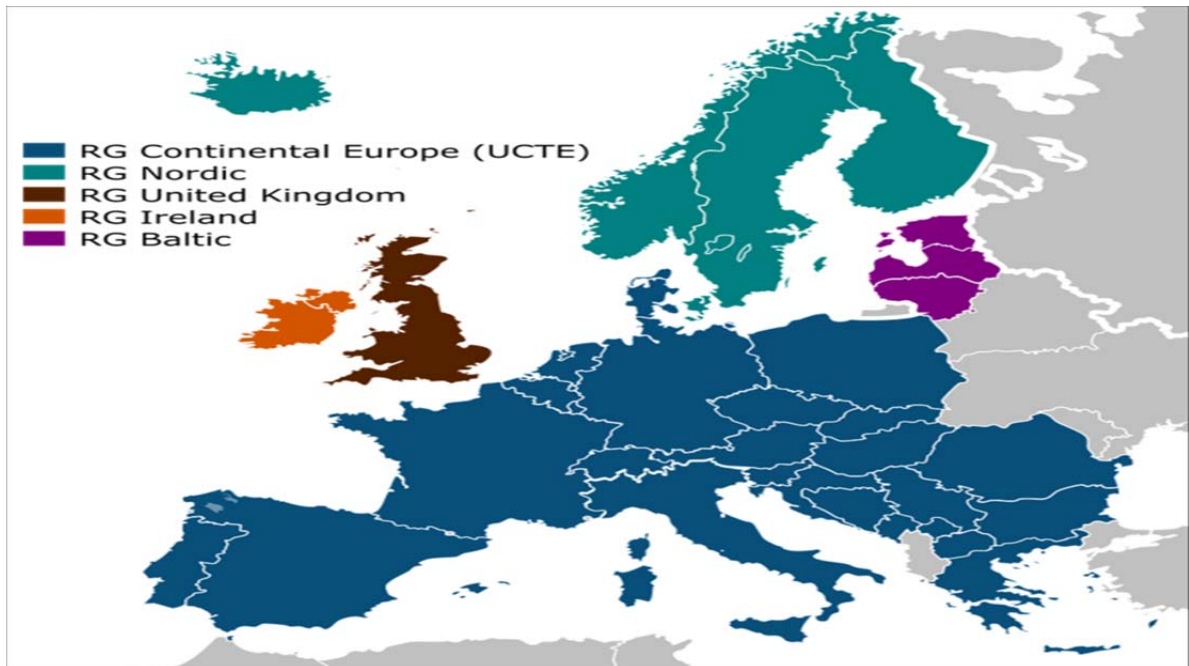 RG Continental Europe (UCTE)
RG Nordic
RG United Kingdom
RG Ireland
RG Baltic